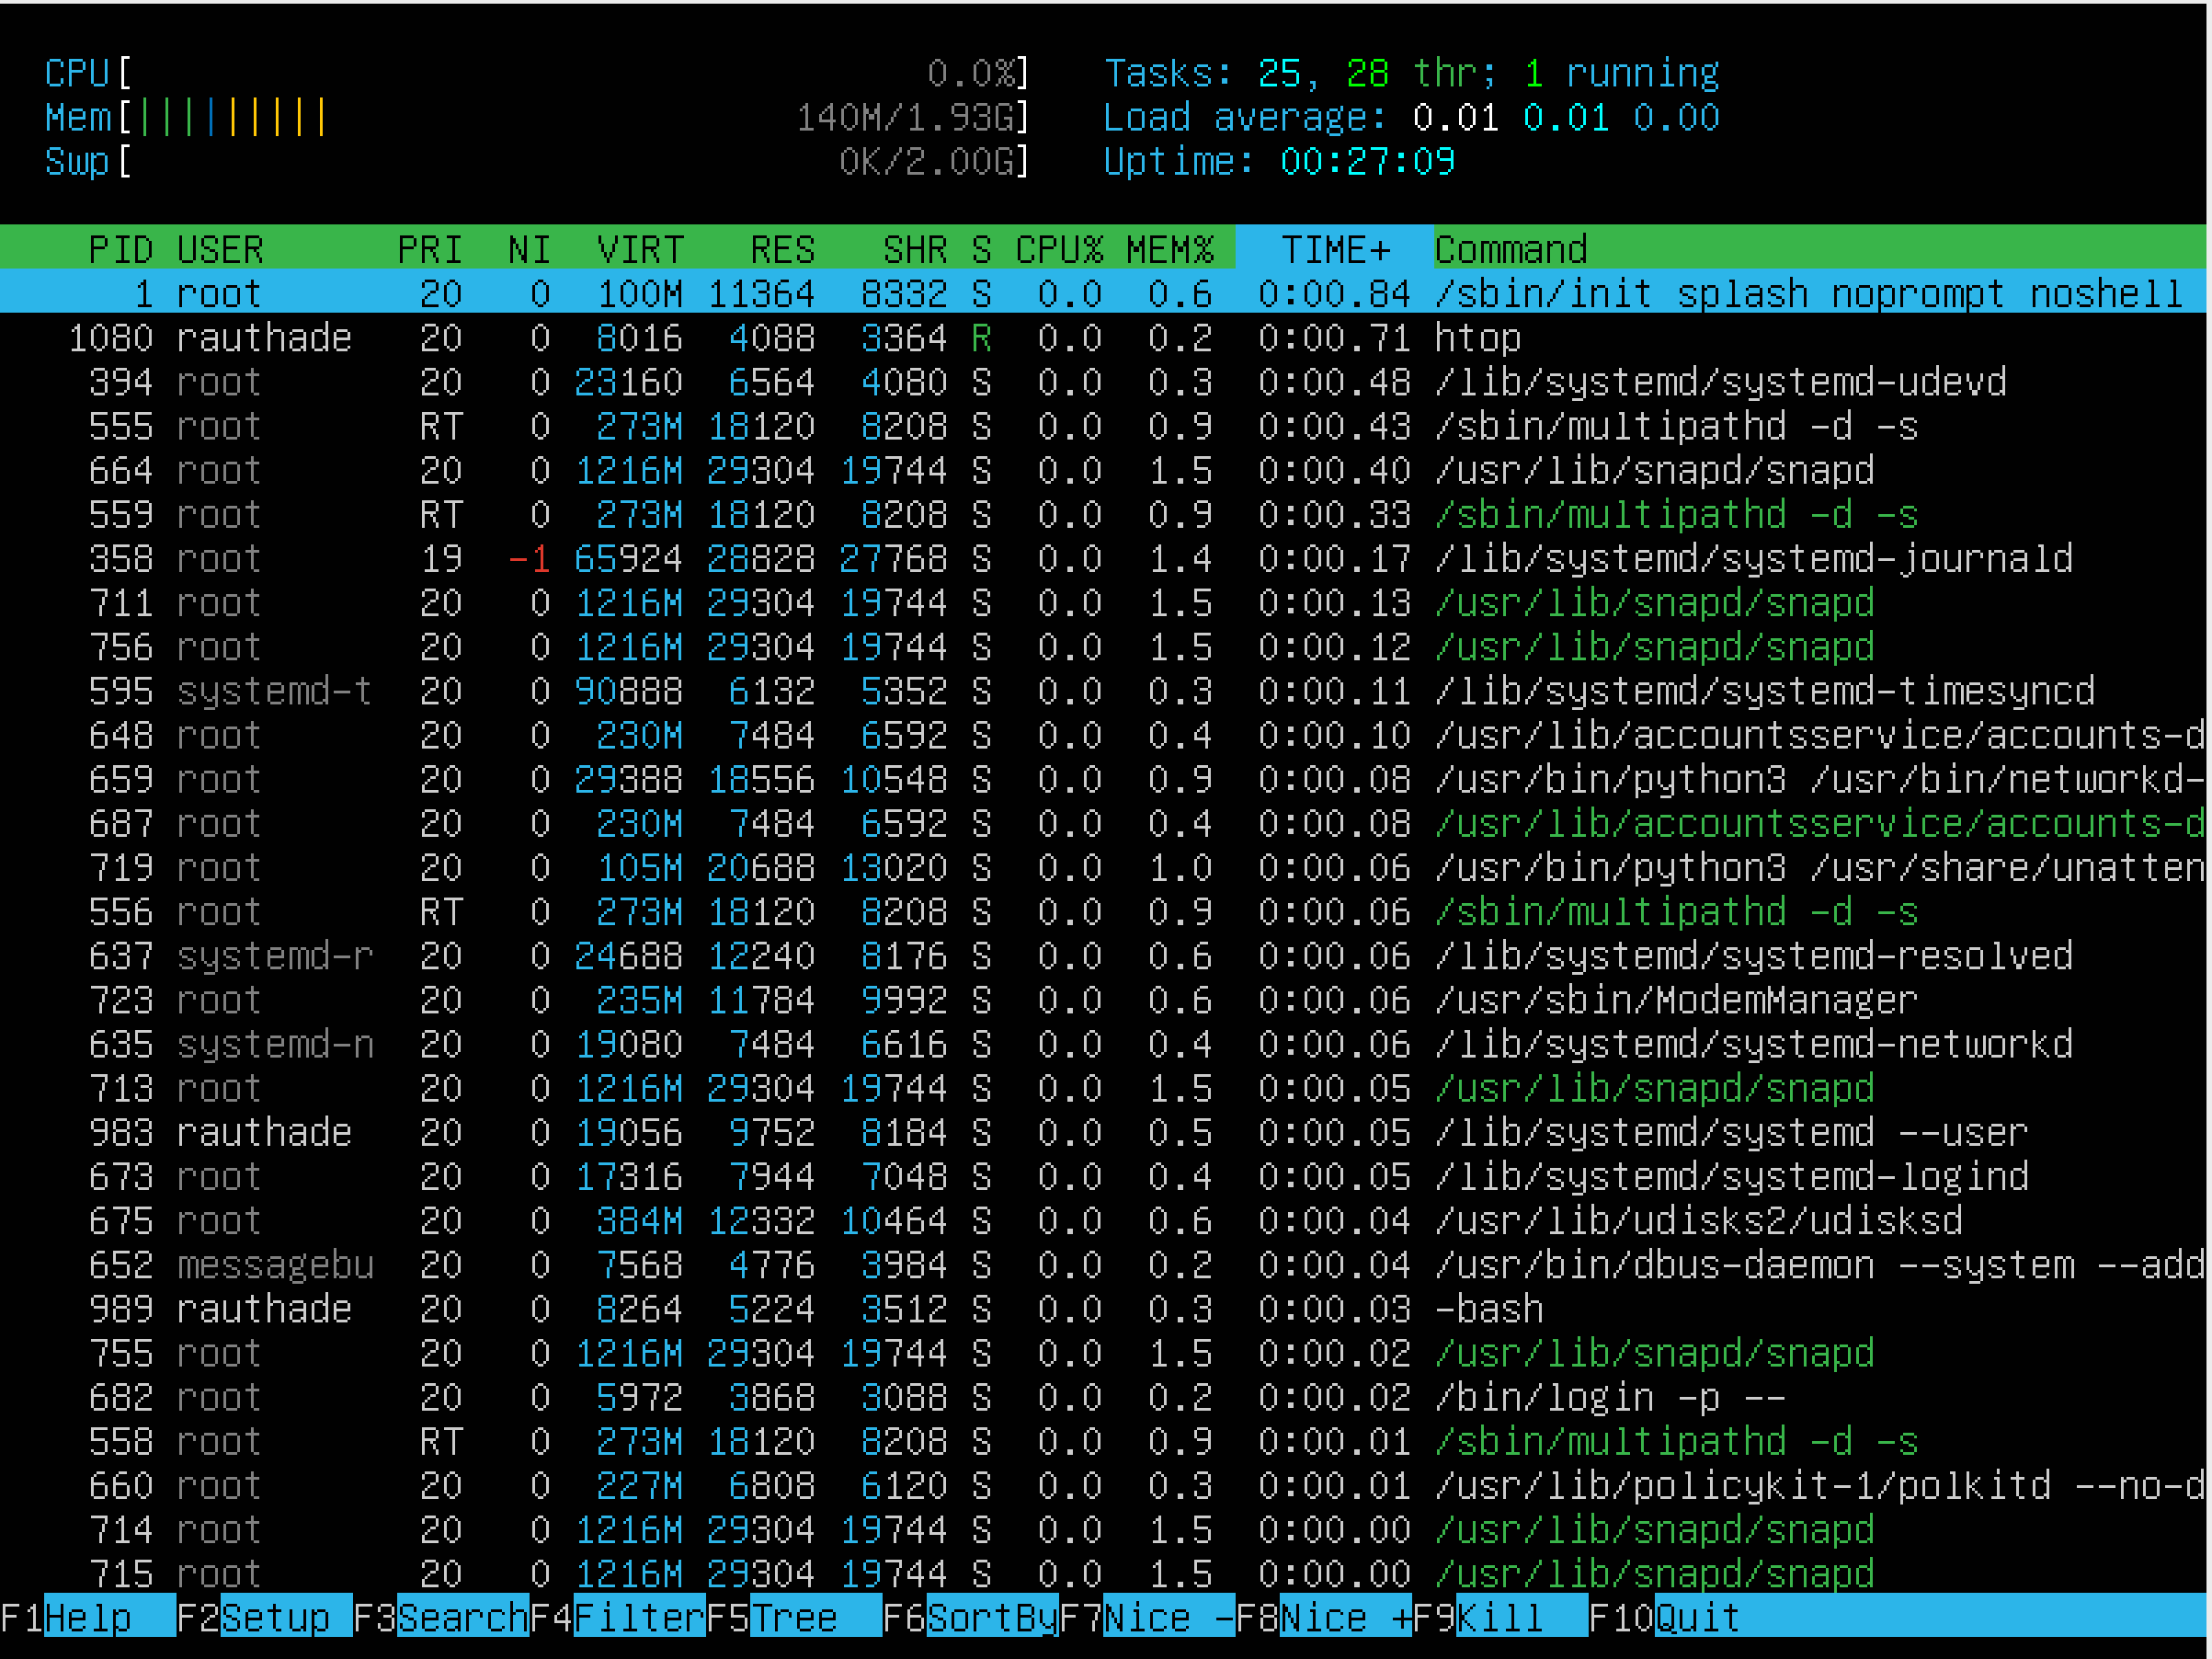 CPU[ 0.0%] Tasks: 25, 28 thr; 1 running
Mem[||||||||| 140M/1.93G] Load average: 0.01 0.01 0.00
Swp[ 0K/2.00G] Uptime: 00:27:09
PID USER PRI NI VIRT RES SHR S CPU% MEM% TIME+ Command
1 root 20 0 100M 11364 8332 S 0.0 0.6 0:00.84 /sbin/init splash noprompt noshell
1080 rauthade 20 0 8016 4088 3364 R 0.0 0.2 0:00.71 htop
394 root 20 0 23160 6564 4080 S 0.0 0.3 0:00.48 /lib/systemd/systemd-udevd
555 root RT 0 273M 18120 8208 S 0.0 0.9 0:00.43 /sbin/multipathd -d -s
664 root 20 0 1216M 29304 19744 S 0.0 1.5 0:00.40 /usr/lib/snapd/snapd
559 root RT 0 273M 18120 8208 S 0.0 0.9 0:00.33 /sbin/multipathd -d -s
358 root 19 -1 65924 28828 27768 S 0.0 1.4 0:00.17 /lib/systemd/systemd-journald
711 root 20 0 1216M 29304 19744 S 0.0 1.5 0:00.13 /usr/lib/snapd/snapd
756 root 20 0 1216M 29304 19744 S 0.0 1.5 0:00.12 /usr/lib/snapd/snapd
595 systemd-t 20 0 90888 6132 5352 S 0.0 0.3 0:00.11 /lib/systemd/systemd-timesyncd
648 root 20 0 230M 7484 6592 S 0.0 0.4 0:00.10 /usr/lib/accountsservice/accounts-d
659 root 20 0 29388 18556 10548 S 0.0 0.9 0:00.08 /usr/bin/python3 /usr/bin/networkd-
687 root 20 0 230M 7484 6592 S 0.0 0.4 0:00.08 /usr/lib/accountsservice/accounts-d
719 root 20 0 105M 20688 13020 S 0.0 1.0 0:00.06 /usr/bin/python3 /usr/share/unatten
556 root RT 0 273M 18120 8208 S 0.0 0.9 0:00.06 /sbin/multipathd -d -s
637 systemd-r 20 0 24688 12240 8176 S 0.0 0.6 0:00.06 /lib/systemd/systemd-resolved
723 root 20 0 235M 11784 9992 S 0.0 0.6 0:00.06 /usr/sbin/ModemManager
635 systemd-n 20 0 19080 7484 6616 S 0.0 0.4 0:00.06 /lib/systemd/systemd-networkd
713 root 20 0 1216M 29304 19744 S 0.0 1.5 0:00.05 /usr/lib/snapd/snapd
983 rauthade 20 0 19056 9752 8184 S 0.0 0.5 0:00.05 /lib/systemd/systemd --user
673 root 20 0 17316 7944 7048 S 0.0 0.4 0:00.05 /lib/systemd/systemd-logind
675 root 20 0 384M 12332 10464 S 0.0 0.6 0:00.04 /usr/lib/udisks2/udisksd
652 messagebu 20 0 7568 4776 3984 S 0.0 0.2 0:00.04 /usr/bin/dbus-daemon --system --add
989 rauthade 20 0 8264 5224 3512 S 0.0 0.3 0:00.03 -bash
755 root 20 0 1216M 29304 19744 S 0.0 1.5 0:00.02 /usr/lib/snapd/snapd
682 root 20 0 5972 3868 3088 S 0.0 0.2 0:00.02 /bin/login -p --
558 root RT 0 273M 18120 8208 S 0.0 0.9 0:00.01 /sbin/multipathd -d -s
660 root 20 0 227M 6808 6120 S 0.0 0.3 0:00.01 /usr/lib/policykit-1/polkitd --no-d
714 root 20 0 1216M 29304 19744 S 0.0 1.5 0:00.00 /usr/lib/snapd/snapd
715 root 20 0 1216M 29304 19744 S 0.0 1.5 0:00.00 /usr/lib/snapd/snapd
F1Help F2Setup F3SearchF4FilterF5Tree F6SortByF7Nice -F8Nice +F9Kill F10Quit